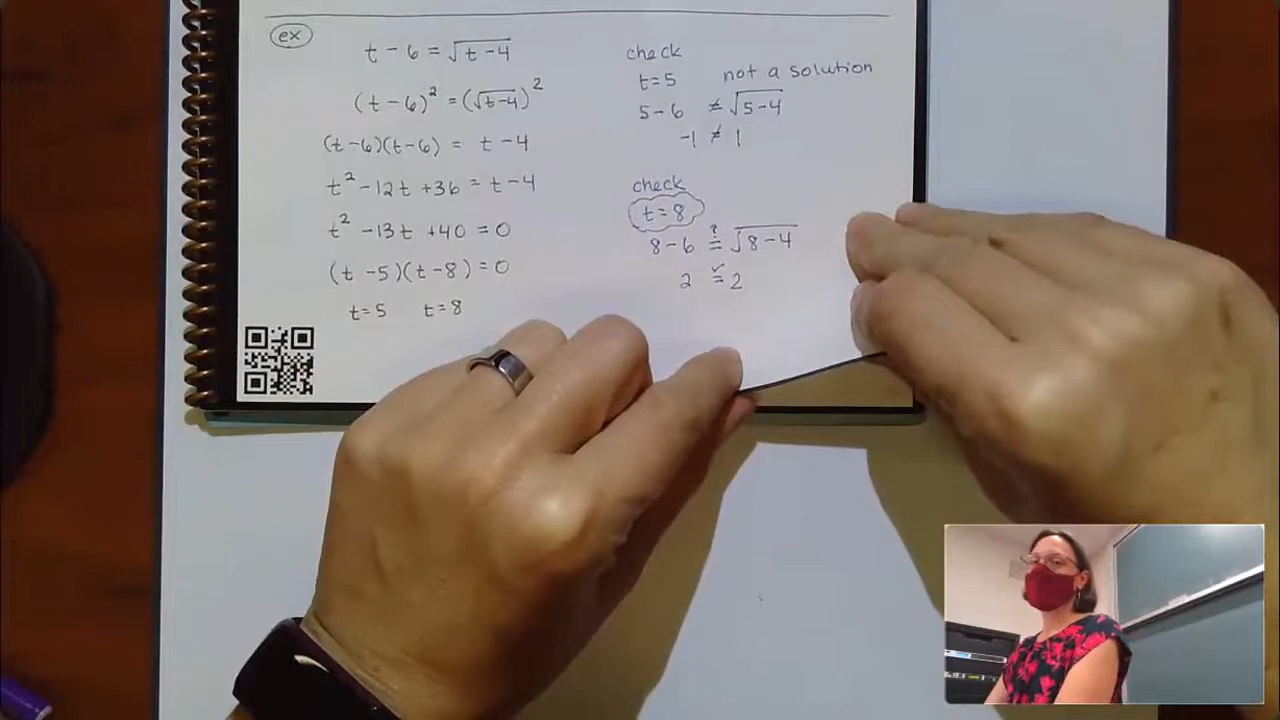 ex
t - 6 = √(t - 4)
(t - 6)² = (√(t - 4))²
(t - 6)(t - 6) = t - 4
t² - 12t + 36 = t - 4
t² - 13t + 40 = 0
(t - 5)(t - 8) = 0
t = 5 t = 8
check
t = 5 not a solution
5 - 6 ≠ √(5 - 4)
-1 ≠ 1
check
t = 8
8 - 6 ≟ √(8 - 4)
2 =✓ 2